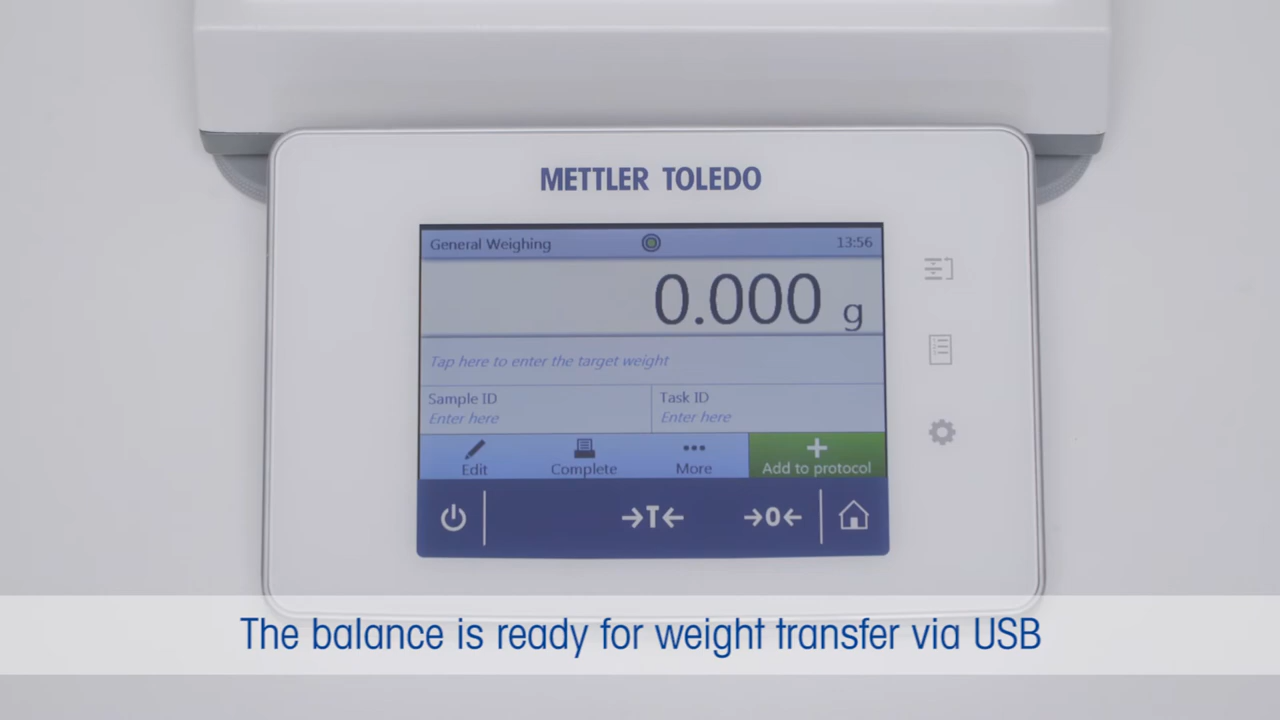 METTLER TOLEDO
General Weighing 13:56
0.000 g
Tap here to enter the target weight
Sample ID Task ID
Enter here Enter here
Edit Complete More Add to protocol
→T← →0←
The balance is ready for weight transfer via USB